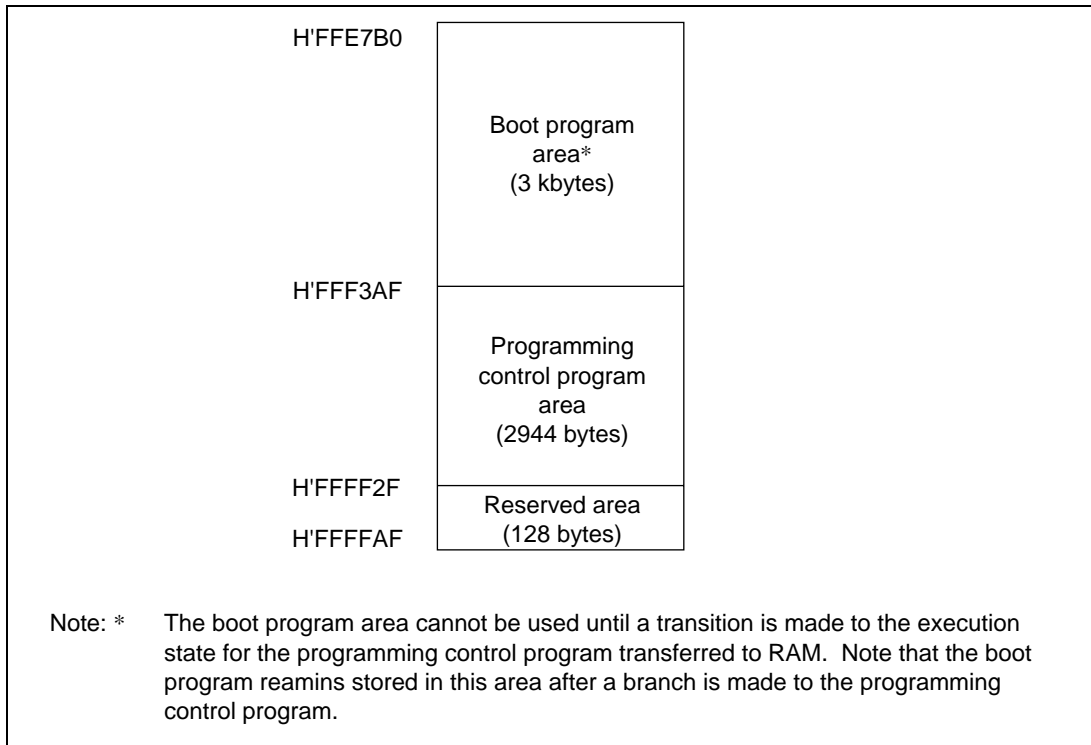 H'FFE7B0
Boot program
area*
(3 kbytes)
H'FFF3AF
Programming
control program
area
(2944 bytes)
H'FFFF2F
Reserved area
(128 bytes)
H'FFFFAF
Note: * The boot program area cannot be used until a transition is made to the execution
state for the programming control program transferred to RAM. Note that the boot
program reamins stored in this area after a branch is made to the programming
control program.